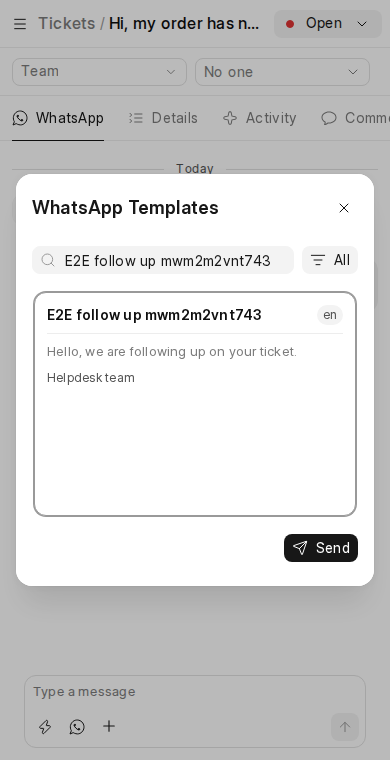 Tickets / Hi, my order has n...
Open
Team
No one
WhatsApp
Details
Activity
Comme
Today
WhatsApp Templates
E2E follow up mwm2m2vnt743
All
E2E follow up mwm2m2vnt743
en
Hello, we are following up on your ticket.
Helpdesk team
Send
Type a message